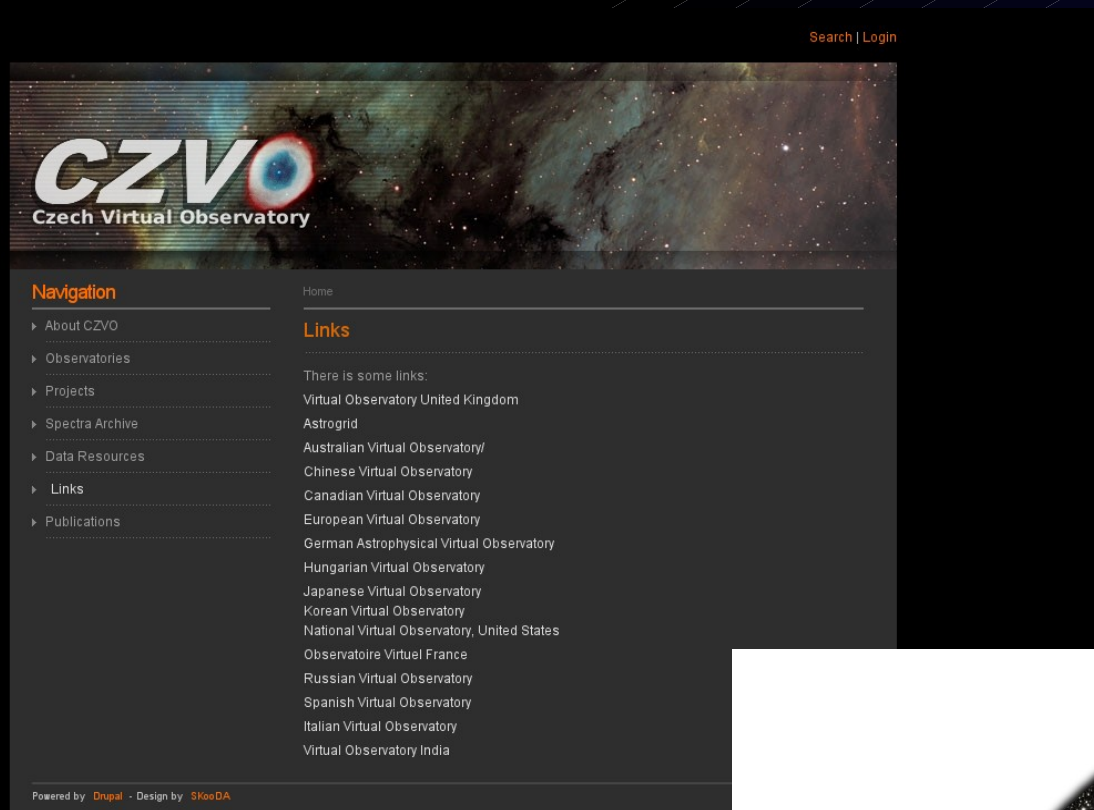 Search | Login
CZVO
Czech Virtual Observatory
Navigation
About CZVO
Observatories
Projects
Spectra Archive
Data Resources
Links
Publications
Home
Links
There is some links:
Virtual Observatory United Kingdom
Astrogrid
Australian Virtual Observatory/
Chinese Virtual Observatory
Canadian Virtual Observatory
European Virtual Observatory
German Astrophysical Virtual Observatory
Hungarian Virtual Observatory
Japanese Virtual Observatory
Korean Virtual Observatory
National Virtual Observatory, United States
Observatoire Virtuel France
Russian Virtual Observatory
Spanish Virtual Observatory
Italian Virtual Observatory
Virtual Observatory India
Powered by Drupal - Design by SKooDA